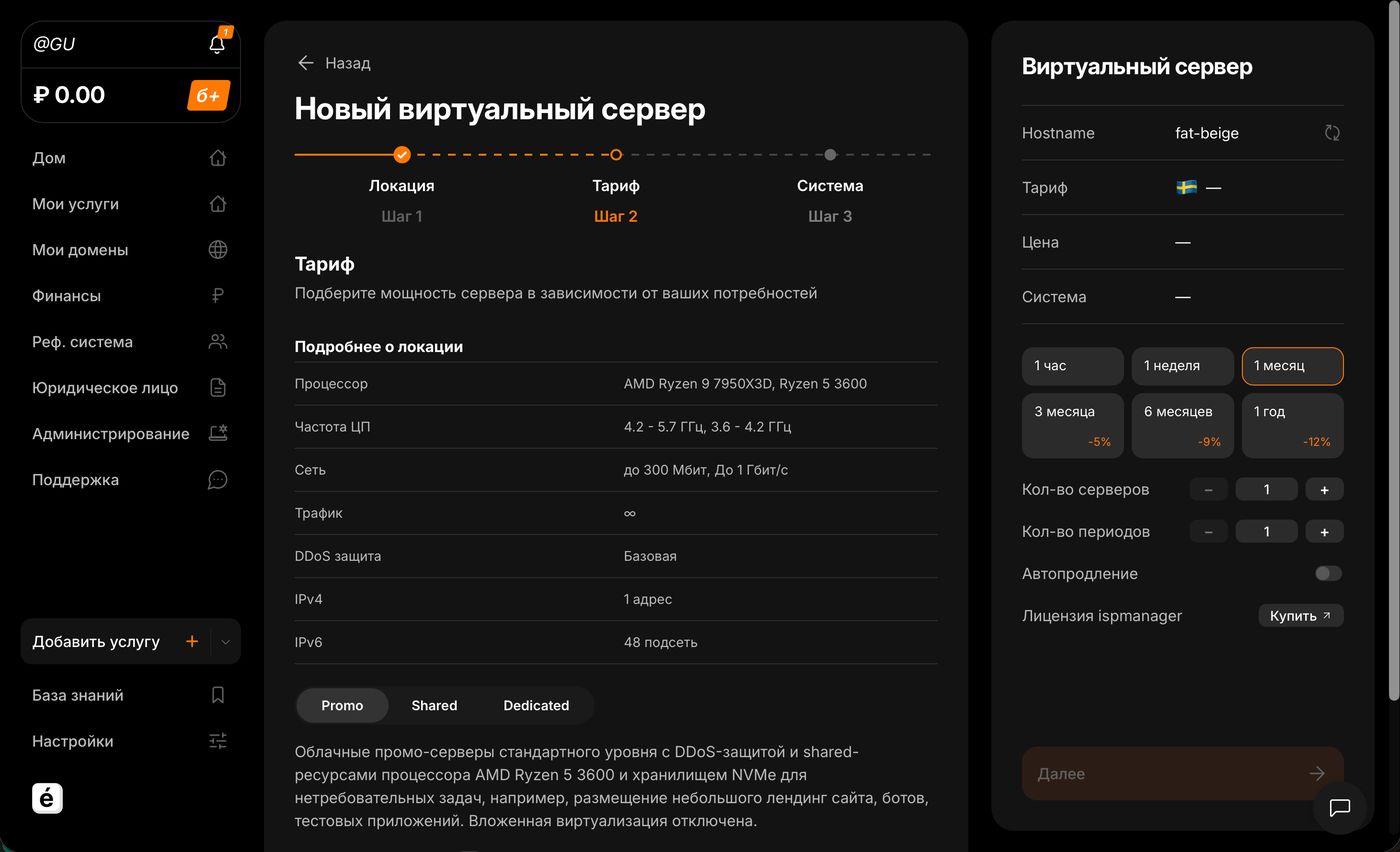 @GU
1
₽ 0.00
б+
Дом
Мои услуги
Мои домены
Финансы
Реф. система
Юридическое лицо
Администрирование
Поддержка
Добавить услугу
База знаний
Настройки
é
Назад
Новый виртуальный сервер
Локация
Тариф
Система
Шаг 1
Шаг 2
Шаг 3
Тариф
Подберите мощность сервера в зависимости от ваших потребностей
Подробнее о локации
Процессор
AMD Ryzen 9 7950X3D, Ryzen 5 3600
Частота ЦП
4.2 - 5.7 ГГц, 3.6 - 4.2 ГГц
Сеть
до 300 Мбит, До 1 Гбит/с
Трафик
∞
DDoS защита
Базовая
IPv4
1 адрес
IPv6
48 подсеть
Promo
Shared
Dedicated
Облачные промо-серверы стандартного уровня с DDoS-защитой и shared-
ресурсами процессора AMD Ryzen 5 3600 и хранилищем NVMe для
нетребовательных задач, например, размещение небольшого лендинг сайта, ботов,
тестовых приложений. Вложенная виртуализация отключена.
Виртуальный сервер
Hostname
fat-beige
Тариф
—
Цена
—
Система
—
1 час
1 неделя
1 месяц
3 месяца
-5%
6 месяцев
-9%
1 год
-12%
Кол-во серверов
− 1 +
Кол-во периодов
− 1 +
Автопродление
Лицензия ispmanager
Купить
Далее